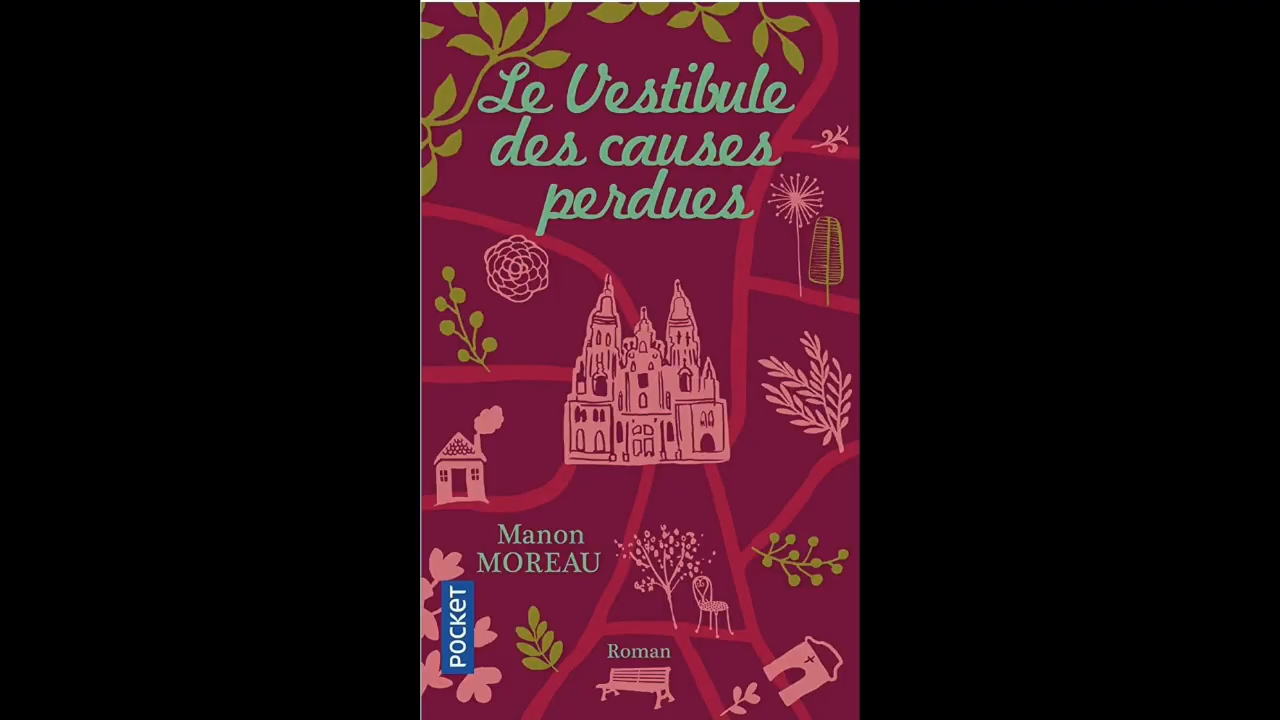 Le Vestibule
des causes
perdues
Manon
MOREAU
POCKET
Roman